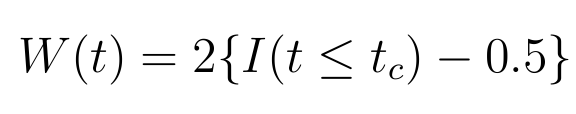 W(t) = 2{I(t ≤ t_c) − 0.5}